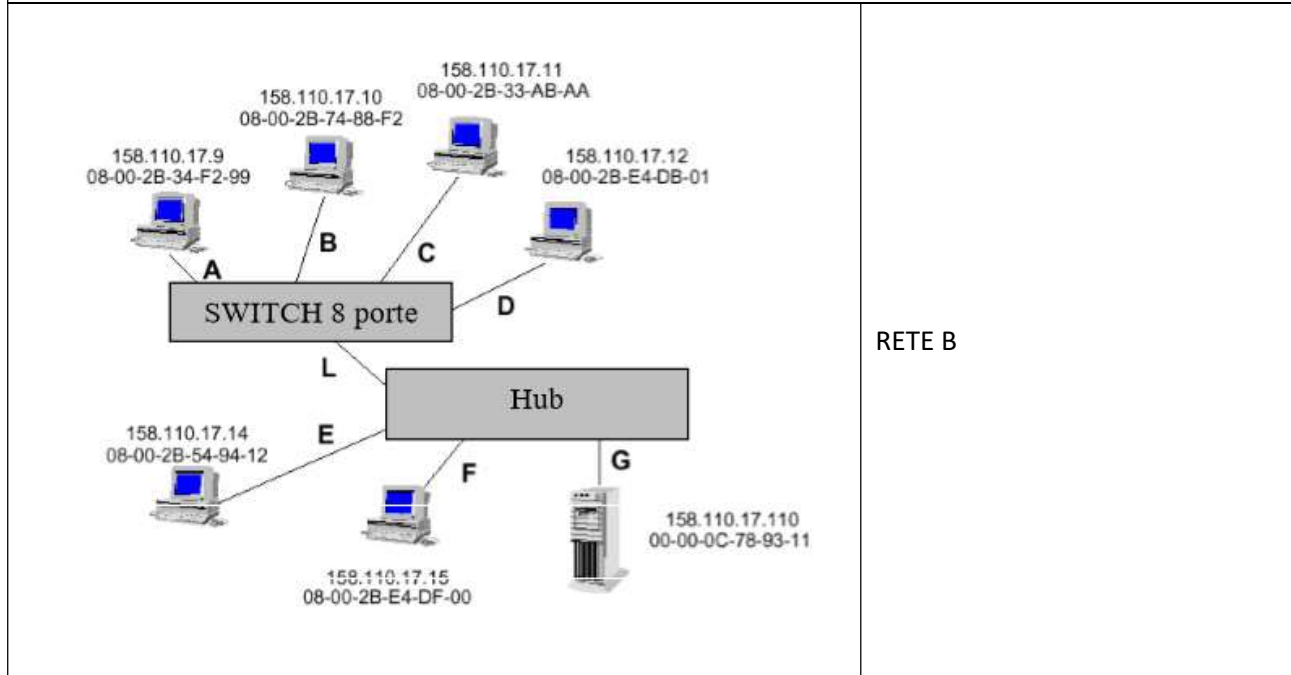 158.110.17.11
08-00-2B-33-AB-AA
158.110.17.10
08-00-2B-74-88-F2
158.110.17.9
08-00-2B-34-F2-99
158.110.17.12
08-00-2B-E4-DB-01
A
B
C
D
SWITCH 8 porte
RETE B
L
Hub
158.110.17.14
08-00-2B-54-94-12
E
F
G
158.110.17.110
00-00-0C-78-93-11
158.110.17.15
08-00-2B-E4-DF-00